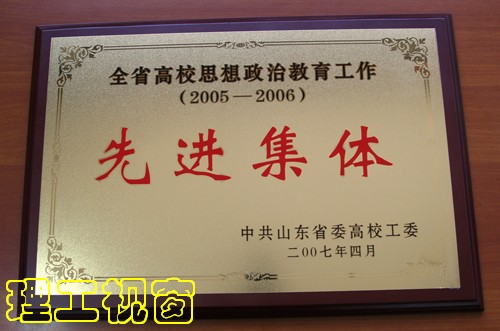 全省高校思想政治教育工作
(2005—2006)
先进集体
中共山东省委高校工委
二00七年四月
理工视窗